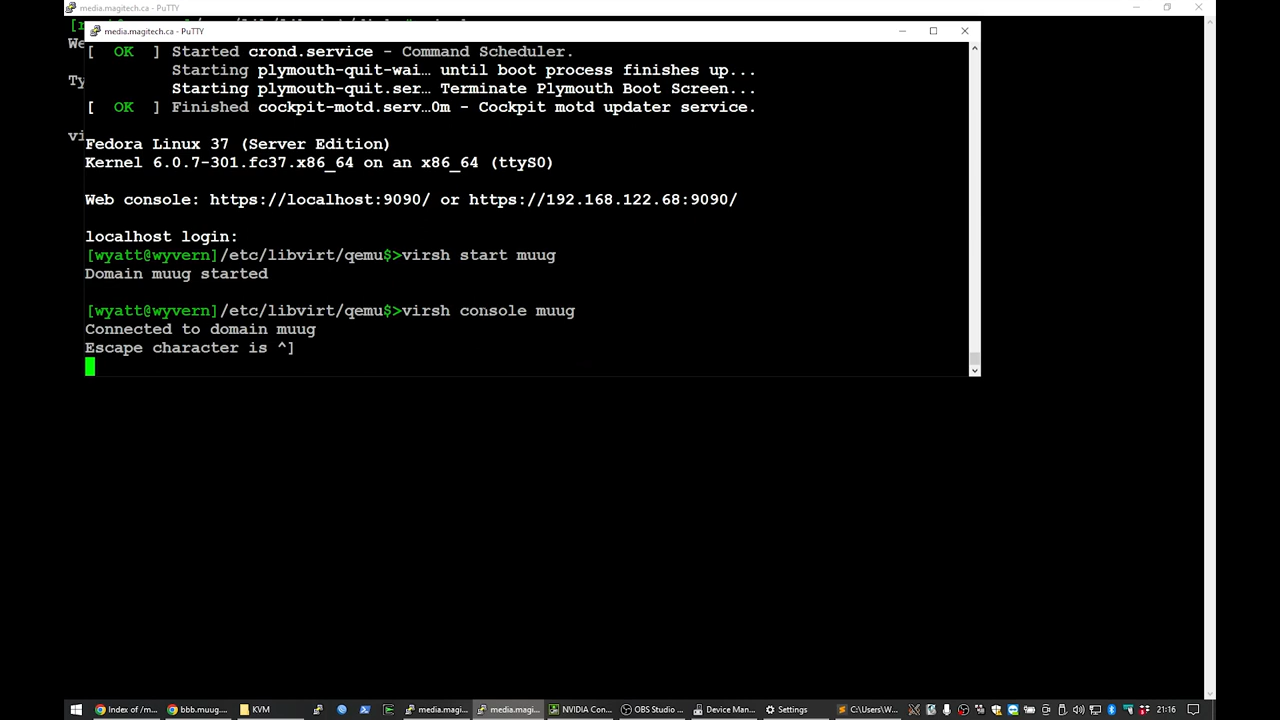 media.magitech.ca - PuTTY
media.magitech.ca - PuTTY
[ OK ] Started crond.service - Command Scheduler.
Starting plymouth-quit-wai… until boot process finishes up...
Starting plymouth-quit.ser… Terminate Plymouth Boot Screen...
[ OK ] Finished cockpit-motd.serv…0m - Cockpit motd updater service.
Fedora Linux 37 (Server Edition)
Kernel 6.0.7-301.fc37.x86_64 on an x86_64 (ttyS0)
Web console: https://localhost:9090/ or https://192.168.122.68:9090/
localhost login:
[wyatt@wyvern]/etc/libvirt/qemu$>virsh start muug
Domain muug started
[wyatt@wyvern]/etc/libvirt/qemu$>virsh console muug
Connected to domain muug
Escape character is ^]
We
Ty
vi
Index of /m...
bbb.muug....
KVM
media.magi...
media.magi...
NVIDIA Con...
OBS Studio ...
Device Man...
Settings
C:\Users\W...
21:16